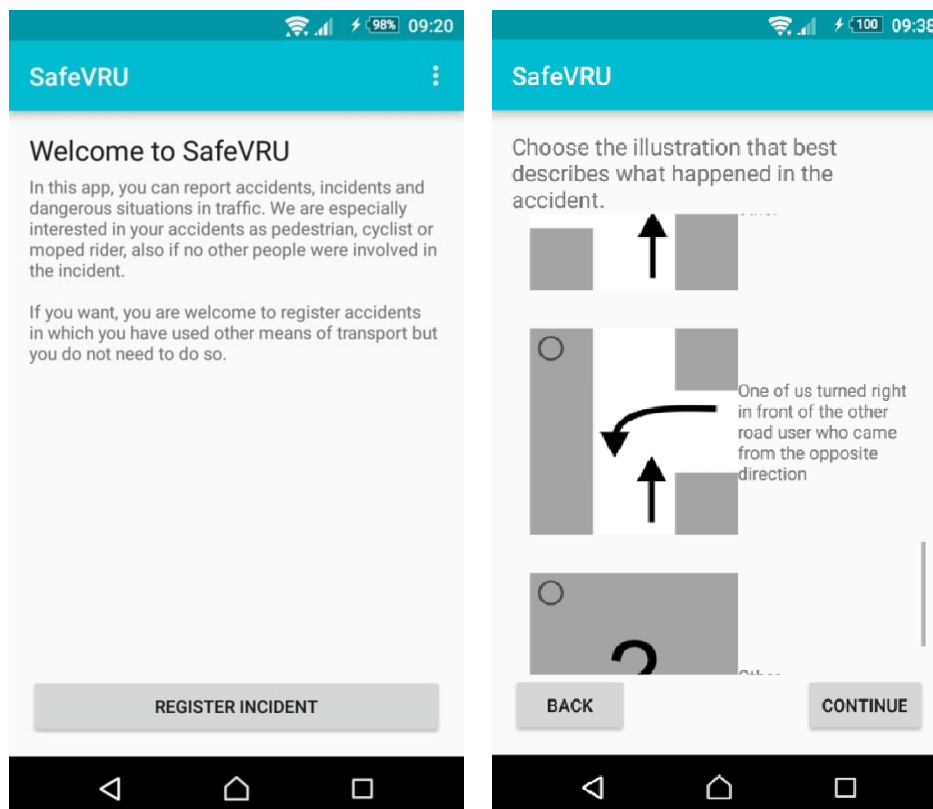 98% 09:20
SafeVRU
Welcome to SafeVRU
In this app, you can report accidents, incidents and
dangerous situations in traffic. We are especially
interested in your accidents as pedestrian, cyclist or
moped rider, also if no other people were involved in
the incident.
If you want, you are welcome to register accidents
in which you have used other means of transport but
you do not need to do so.
REGISTER INCIDENT
100 09:38
SafeVRU
Choose the illustration that best
describes what happened in the
accident.
One of us turned right
in front of the other
road user who came
from the opposite
direction
?
Other
BACK
CONTINUE